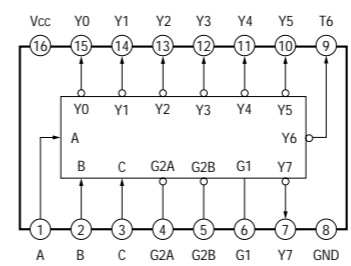 Vcc Y0 Y1 Y2 Y3 Y4 Y5 T6
16 15 14 13 12 11 10 9
Y0 Y1 Y2 Y3 Y4 Y5
A Y6
B C G2A G2B G1 Y7
1 2 3 4 5 6 7 8
A B C G2A G2B G1 Y7 GND